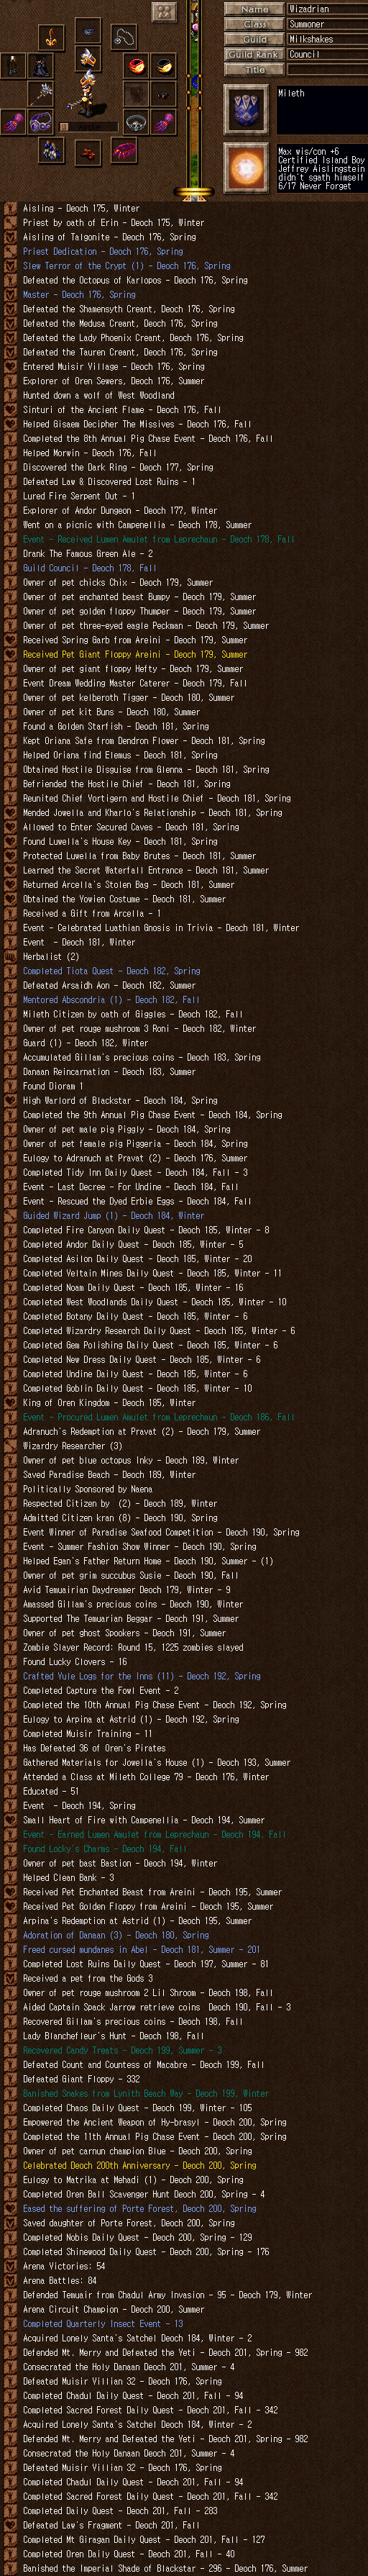 Name
Wizadrian
Class
Summoner
Guild
Milkshakes
Guild Rank
Council
Title
Mileth
Max wis/con +6
Certified Island Boy
Jeffrey Aislingstein
didn't sgath himself
6/17 Never Forget
Aisling - Deoch 175, Winter
Priest by oath of Erin - Deoch 175, Winter
Aisling of Talgonite - Deoch 176, Spring
Priest Dedication - Deoch 176, Spring
Slew Terror of the Crypt (1) - Deoch 176, Spring
Defeated the Octopus of Karlopos - Deoch 176, Spring
Master - Deoch 176, Spring
Defeated the Shamensyth Creant, Deoch 176, Spring
Defeated the Medusa Creant, Deoch 176, Spring
Defeated the Lady Phoenix Creant, Deoch 176, Spring
Defeated the Tauren Creant, Deoch 176, Spring
Entered Muisir Village - Deoch 176, Spring
Explorer of Oren Sewers, Deoch 176, Summer
Hunted down a wolf of West Woodland
Sinturi of the Ancient Flame - Deoch 176, Fall
Helped Gisaem Decipher The Missives - Deoch 176, Fall
Completed the 8th Annual Pig Chase Event - Deoch 176, Fall
Helped Morwin - Deoch 176, Fall
Discovered the Dark Ring - Deoch 177, Spring
Defeated Law & Discovered Lost Ruins - 1
Lured Fire Serpent Out - 1
Explorer of Andor Dungeon - Deoch 177, Winter
Went on a picnic with Campenellia - Deoch 178, Summer
Event - Received Lumen Amulet from Leprechaun - Deoch 178, Fall
Drank The Famous Green Ale - 2
Guild Council - Deoch 178, Fall
Owner of pet chicks Chix - Deoch 179, Summer
Owner of pet enchanted beast Bumpy - Deoch 179, Summer
Owner of pet golden floppy Thumper - Deoch 179, Summer
Owner of pet three-eyed eagle Peckman - Deoch 179, Summer
Received Spring Garb from Areini - Deoch 179, Summer
Received Pet Giant Floppy Areini - Deoch 179, Summer
Owner of pet giant floppy Hefty - Deoch 179, Summer
Event Dream Wedding Master Caterer - Deoch 179, Fall
Owner of pet kelberoth Tigger - Deoch 180, Summer
Owner of pet kit Buns - Deoch 180, Summer
Found a Golden Starfish - Deoch 181, Spring
Kept Oriana Safe from Dendron Flower - Deoch 181, Spring
Helped Oriana find Elemus - Deoch 181, Spring
Obtained Hostile Disguise from Glenna - Deoch 181, Spring
Befriended the Hostile Chief - Deoch 181, Spring
Reunited Chief Vortigern and Hostile Chief - Deoch 181, Spring
Mended Jowella and Kharlo's Relationship - Deoch 181, Spring
Allowed to Enter Secured Caves - Deoch 181, Spring
Found Luwella's House Key - Deoch 181, Spring
Protected Luvella from Baby Brutes - Deoch 181, Summer
Learned the Secret Waterfall Entrance - Deoch 181, Summer
Returned Arcella's Stolen Bag - Deoch 181, Summer
Obtained the Yowien Costume - Deoch 181, Summer
Received a Gift from Arcella - 1
Event - Celebrated Luathian Gnosis in Trivia - Deoch 181, Winter
Event - Deoch 181, Winter
Herbalist (2)
Completed Tiota Quest - Deoch 182, Spring
Defeated Arsaidh Aon - Deoch 182, Summer
Mentored Abscondria (1) - Deoch 182, Fall
Mileth Citizen by oath of Giggles - Deoch 182, Fall
Owner of pet rouge mushroom 3 Roni - Deoch 182, Winter
Guard (1) - Deoch 182, Winter
Accumulated Gillam's precious coins - Deoch 183, Spring
Danaan Reincarnation - Deoch 183, Summer
Found Dioram 1
High Warlord of Blackstar - Deoch 184, Spring
Completed the 9th Annual Pig Chase Event - Deoch 184, Spring
Owner of pet male pig Piggly - Deoch 184, Spring
Owner of pet female pig Piggeria - Deoch 184, Spring
Eulogy to Adranuch at Pravat (2) - Deoch 176, Summer
Completed Tidy Inn Daily Quest - Deoch 184, Fall - 3
Event - Last Decree - For Undine - Deoch 184, Fall
Event - Rescued the Dyed Erbie Eggs - Deoch 184, Fall
Guided Wizard Jump (1) - Deoch 184, Winter
Completed Fire Canyon Daily Quest - Deoch 185, Winter - 8
Completed Andor Daily Quest - Deoch 185, Winter - 5
Completed Asilon Daily Quest - Deoch 185, Winter - 20
Completed Veltain Mines Daily Quest - Deoch 185, Winter - 11
Completed Noam Daily Quest - Deoch 185, Winter - 16
Completed West Woodlands Daily Quest - Deoch 185, Winter - 10
Completed Botany Daily Quest - Deoch 185, Winter - 6
Completed Wizardry Research Daily Quest - Deoch 185, Winter - 6
Completed Gem Polishing Daily Quest - Deoch 185, Winter - 6
Completed New Dress Daily Quest - Deoch 185, Winter - 6
Completed Undine Daily Quest - Deoch 185, Winter - 6
Completed Goblin Daily Quest - Deoch 185, Winter - 10
King of Oren Kingdom - Deoch 185, Winter
Event - Procured Lumen Amulet from Leprechaun - Deoch 186, Fall
Adranuch's Redemption at Pravat (2) - Deoch 179, Summer
Wizardry Researcher (3)
Owner of pet blue octopus Inky - Deoch 189, Winter
Saved Paradise Beach - Deoch 189, Winter
Politically Sponsored by Naena
Respected Citizen by (2) - Deoch 189, Winter
Admitted Citizen kran (8) - Deoch 190, Spring
Event Winner of Paradise Seafood Competition - Deoch 190, Spring
Event - Summer Fashion Show Winner - Deoch 190, Spring
Helped Egan's Father Return Home - Deoch 190, Summer - (1)
Owner of pet grim succubus Susie - Deoch 190, Fall
Avid Temuairian Daydreamer Deoch 179, Winter - 9
Amassed Gillam's precious coins - Deoch 190, Winter
Supported The Temuarian Beggar - Deoch 191, Summer
Owner of pet ghost Spookers - Deoch 191, Summer
Zombie Slayer Record: Round 15, 1225 zombies slayed
Found Lucky Clovers - 16
Crafted Yule Logs for the Inns (11) - Deoch 192, Spring
Completed Capture the Fowl Event - 2
Completed the 10th Annual Pig Chase Event - Deoch 192, Spring
Eulogy to Arpina at Astrid (1) - Deoch 192, Spring
Completed Muisir Training - 11
Has Defeated 36 of Oren's Pirates
Gathered Materials for Jowella's House (1) - Deoch 193, Summer
Attended a Class at Mileth College 79 - Deoch 176, Winter
Educated - 51
Event - Deoch 194, Spring
Small Heart of Fire with Campenellia - Deoch 194, Summer
Event - Earned Lumen Amulet from Leprechaun - Deoch 194, Fall
Found Locky's Charms - Deoch 194, Fall
Owner of pet bast Bastion - Deoch 194, Winter
Helped Clean Bank - 3
Received Pet Enchanted Beast from Areini - Deoch 195, Summer
Received Pet Golden Floppy from Areini - Deoch 195, Summer
Arpina's Redemption at Astrid (1) - Deoch 195, Summer
Adoration of Danaan (3) - Deoch 180, Spring
Freed cursed mundanes in Abel - Deoch 181, Summer - 201
Completed Lost Ruins Daily Quest - Deoch 197, Summer - 81
Received a pet from the Gods 3
Owner of pet rouge mushroom 2 Lil Shroom - Deoch 198, Fall
Aided Captain Spack Jarrow retrieve coins Deoch 190, Fall - 3
Recovered Gillam's precious coins - Deoch 198, Fall
Lady Blanchefleur's Hunt - Deoch 198, Fall
Recovered Candy Treats - Deoch 199, Summer - 3
Defeated Count and Countess of Macabre - Deoch 199, Fall
Defeated Giant Floppy - 332
Banished Snakes from Lynith Beach Way - Deoch 199, Winter
Completed Chaos Daily Quest - Deoch 199, Winter - 105
Empowered the Ancient Weapon of Hy-brasyl - Deoch 200, Spring
Completed the 11th Annual Pig Chase Event - Deoch 200, Spring
Owner of pet carnun champion Blue - Deoch 200, Spring
Celebrated Deoch 200th Anniversary - Deoch 200, Spring
Eulogy to Matrika at Mehadi (1) - Deoch 200, Spring
Completed Oren Ball Scavenger Hunt Deoch 200, Spring - 4
Eased the suffering of Porte Forest, Deoch 200, Spring
Saved daughter of Porte Forest, Deoch 200, Spring
Completed Nobis Daily Quest - Deoch 200, Spring - 129
Completed Shinewood Daily Quest - Deoch 200, Spring - 176
Arena Victories: 54
Arena Battles: 84
Defended Temuair from Chadul Army Invasion - 95 - Deoch 179, Winter
Arena Circuit Champion - Deoch 200, Summer
Completed Quarterly Insect Event - 13
Acquired Lonely Santa's Satchel Deoch 184, Winter - 2
Defended Mt. Merry and Defeated the Yeti - Deoch 201, Spring - 982
Consecrated the Holy Danaan Deoch 201, Summer - 4
Defeated Muisir Villian 32 - Deoch 176, Spring
Completed Chadul Daily Quest - Deoch 201, Fall - 94
Completed Sacred Forest Daily Quest - Deoch 201, Fall - 342
Acquired Lonely Santa's Satchel Deoch 184, Winter - 2
Defended Mt. Merry and Defeated the Yeti - Deoch 201, Spring - 982
Consecrated the Holy Danaan Deoch 201, Summer - 4
Defeated Muisir Villian 32 - Deoch 176, Spring
Completed Chadul Daily Quest - Deoch 201, Fall - 94
Completed Sacred Forest Daily Quest - Deoch 201, Fall - 342
Completed Daily Quest - Deoch 201, Fall - 283
Defeated Law's Fragment - Deoch 201, Fall
Completed Mt Giragan Daily Quest - Deoch 201, Fall - 127
Completed Oren Daily Quest - Deoch 201, Fall - 40
Banished the Imperial Shade of Blackstar - 296 - Deoch 176, Summer